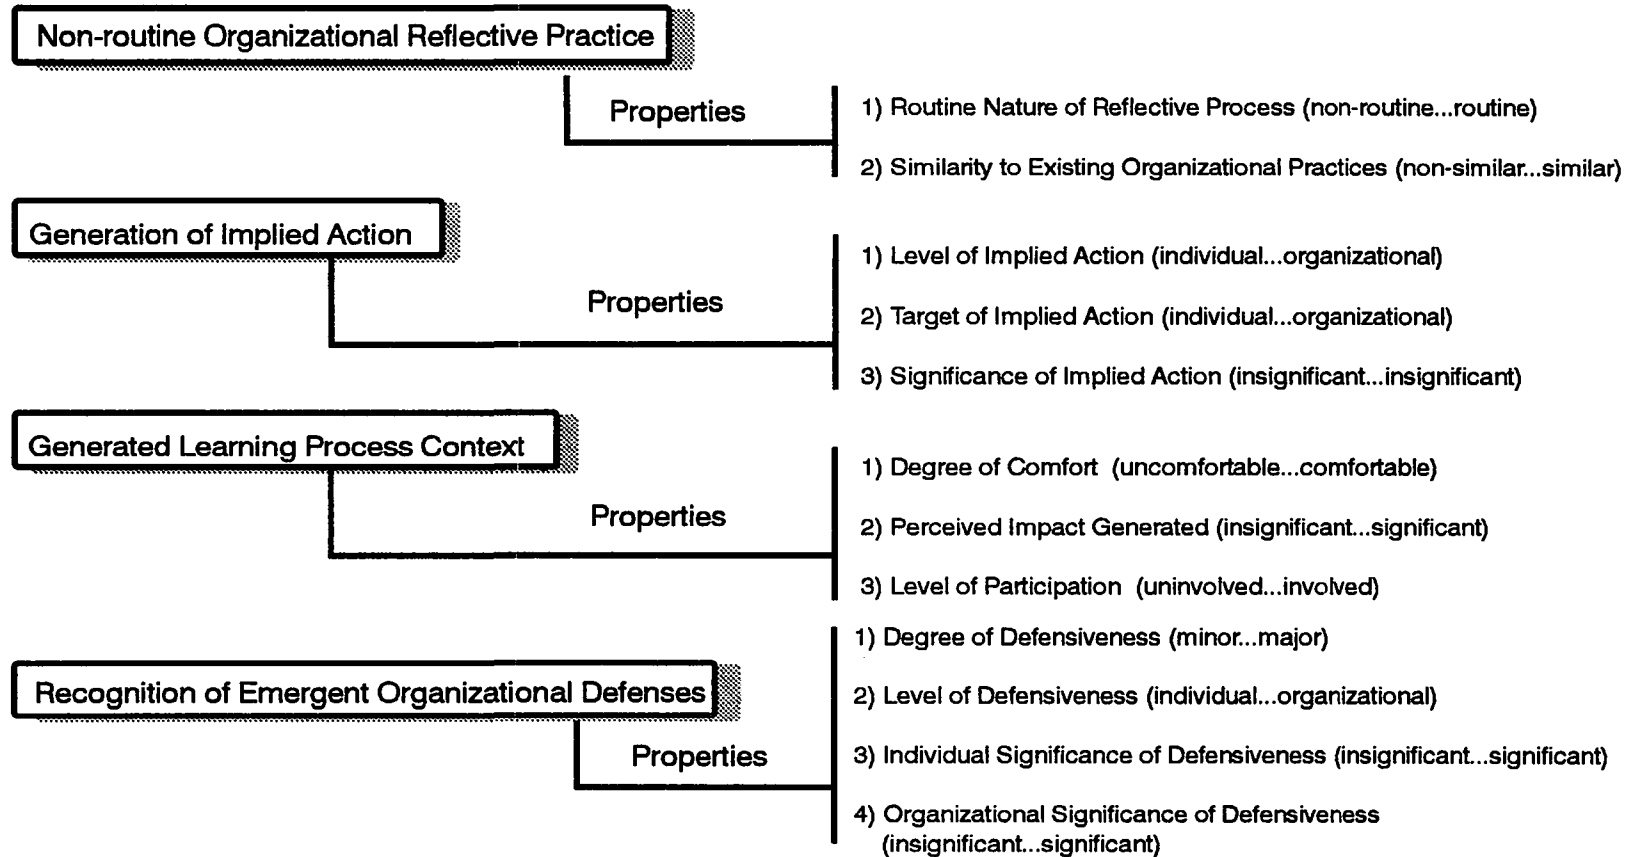 Non-routine Organizational Reflective Practice
Properties
1) Routine Nature of Reflective Process (non-routine...routine)
2) Similarity to Existing Organizational Practices (non-similar...similar)
Generation of Implied Action
Properties
1) Level of Implied Action (individual...organizational)
2) Target of Implied Action (individual...organizational)
3) Significance of Implied Action (insignificant...insignificant)
Generated Learning Process Context
Properties
1) Degree of Comfort (uncomfortable...comfortable)
2) Perceived Impact Generated (insignificant...significant)
3) Level of Participation (uninvolved...involved)
Recognition of Emergent Organizational Defenses
Properties
1) Degree of Defensiveness (minor...major)
2) Level of Defensiveness (individual...organizational)
3) Individual Significance of Defensiveness (insignificant...significant)
4) Organizational Significance of Defensiveness
(insignificant...significant)